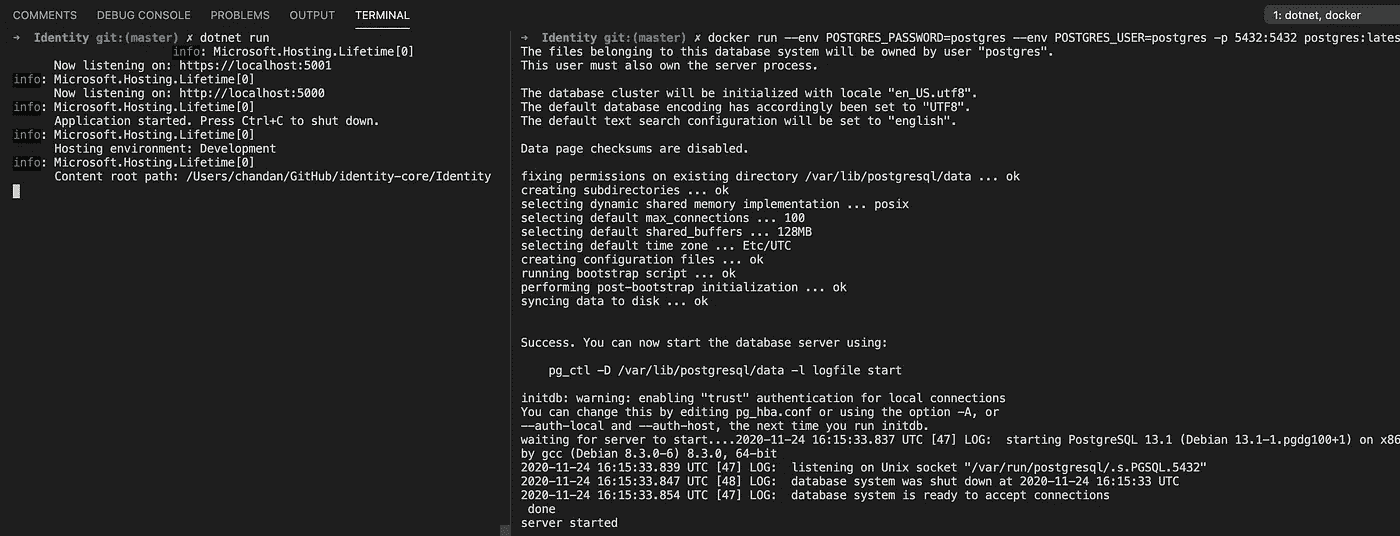 COMMENTS DEBUG CONSOLE PROBLEMS OUTPUT TERMINAL
1: dotnet, docker
→ Identity git:(master) ✗ dotnet run
info: Microsoft.Hosting.Lifetime[0]
Now listening on: https://localhost:5001
info: Microsoft.Hosting.Lifetime[0]
Now listening on: http://localhost:5000
info: Microsoft.Hosting.Lifetime[0]
Application started. Press Ctrl+C to shut down.
info: Microsoft.Hosting.Lifetime[0]
Hosting environment: Development
info: Microsoft.Hosting.Lifetime[0]
Content root path: /Users/chandan/GitHub/identity-core/Identity
→ Identity git:(master) ✗ docker run --env POSTGRES_PASSWORD=postgres --env POSTGRES_USER=postgres -p 5432:5432 postgres:lates
The files belonging to this database system will be owned by user "postgres".
This user must also own the server process.
The database cluster will be initialized with locale "en_US.utf8".
The default database encoding has accordingly been set to "UTF8".
The default text search configuration will be set to "english".
Data page checksums are disabled.
fixing permissions on existing directory /var/lib/postgresql/data ... ok
creating subdirectories ... ok
selecting dynamic shared memory implementation ... posix
selecting default max_connections ... 100
selecting default shared_buffers ... 128MB
selecting default time zone ... Etc/UTC
creating configuration files ... ok
running bootstrap script ... ok
performing post-bootstrap initialization ... ok
syncing data to disk ... ok
Success. You can now start the database server using:
pg_ctl -D /var/lib/postgresql/data -l logfile start
initdb: warning: enabling "trust" authentication for local connections
You can change this by editing pg_hba.conf or using the option -A, or
--auth-local and --auth-host, the next time you run initdb.
waiting for server to start....2020-11-24 16:15:33.837 UTC [47] LOG:  starting PostgreSQL 13.1 (Debian 13.1-1.pgdg100+1) on x86
by gcc (Debian 8.3.0-6) 8.3.0, 64-bit
2020-11-24 16:15:33.839 UTC [47] LOG:  listening on Unix socket "/var/run/postgresql/.s.PGSQL.5432"
2020-11-24 16:15:33.847 UTC [48] LOG:  database system was shut down at 2020-11-24 16:15:33 UTC
2020-11-24 16:15:33.854 UTC [47] LOG:  database system is ready to accept connections
done
server started